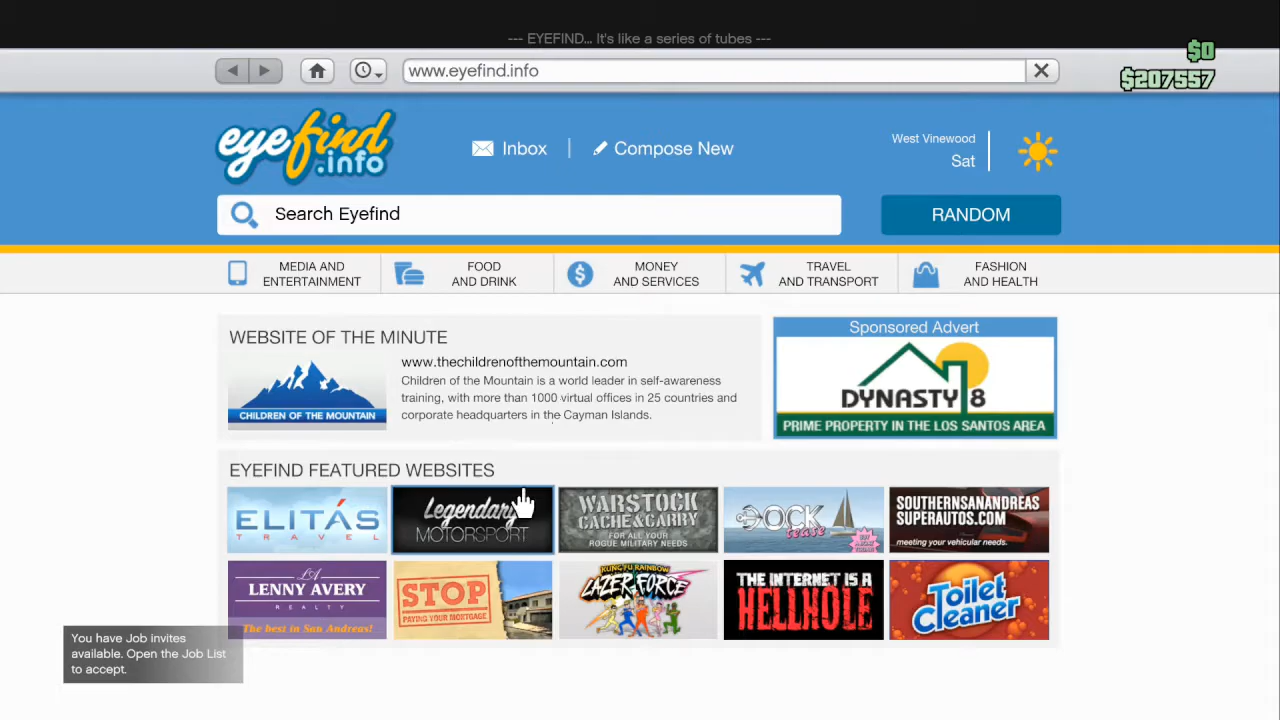 --- EYEFIND... It's like a series of tubes ---
$0
www.eyefind.info
$207557
eyefind.info
Inbox
Compose New
West Vinewood
Sat
Search Eyefind
RANDOM
MEDIA AND
ENTERTAINMENT
FOOD
AND DRINK
MONEY
AND SERVICES
TRAVEL
AND TRANSPORT
FASHION
AND HEALTH
WEBSITE OF THE MINUTE
www.thechildrenofthemountain.com
Children of the Mountain is a world leader in self-awareness
training, with more than 1000 virtual offices in 25 countries and
corporate headquarters in the Cayman Islands.
CHILDREN OF THE MOUNTAIN
Sponsored Advert
DYNASTY 8
PRIME PROPERTY IN THE LOS SANTOS AREA
EYEFIND FEATURED WEBSITES
ELITÁS
TRAVEL
Legendary
MOTORSPORT
WARSTOCK
CACHE & CARRY
FOR ALL YOUR
ROGUE MILITARY NEEDS
DOCK
tease
SOUTHERNSANANDREAS
SUPERAUTOS.COM
meeting your vehicular needs.
LA
LENNY AVERY
REALTY
The best in San Andreas!
STOP
PAYING YOUR MORTGAGE
KUNG FU RAINBOW
LAZER FORCE
THE INTERNET IS A
HELLHOLE
Toilet
Cleaner
You have Job invites
available. Open the Job List
to accept.